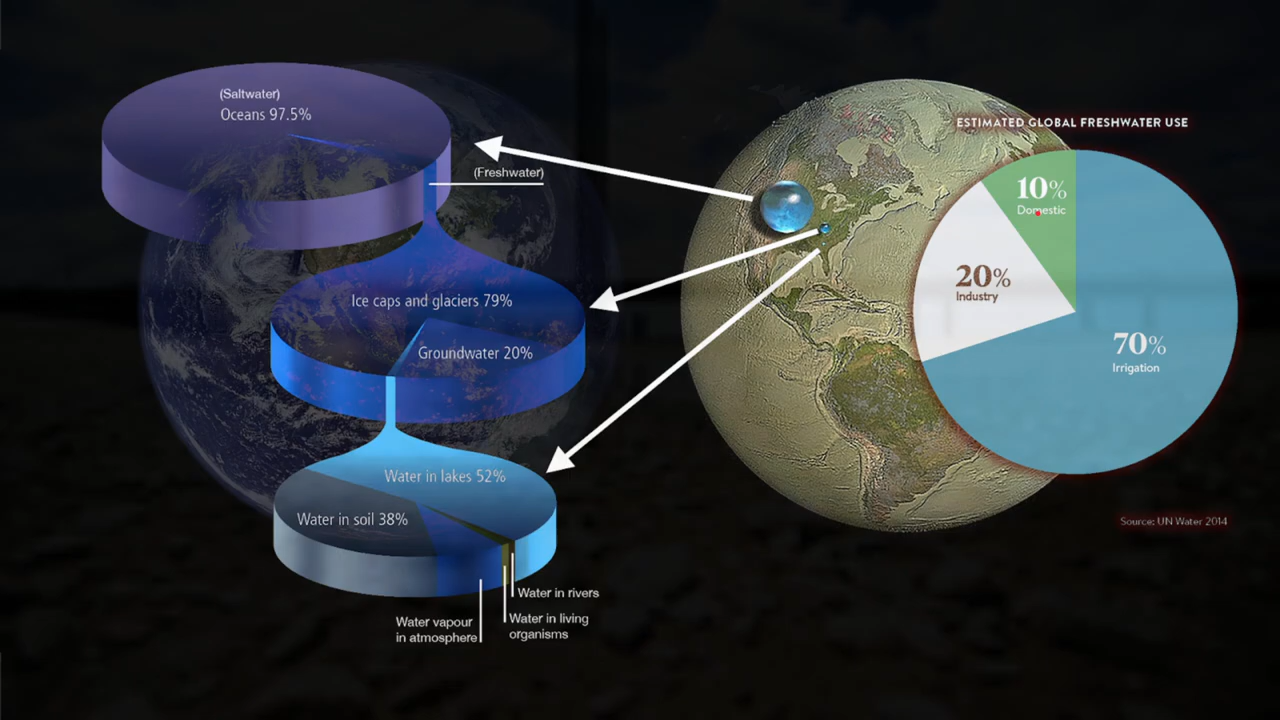 (Saltwater)
Oceans 97.5%
(Freshwater)
Ice caps and glaciers 79%
Groundwater 20%
Water in lakes 52%
Water in soil 38%
Water in rivers
Water in living
organisms
Water vapour
in atmosphere
ESTIMATED GLOBAL FRESHWATER USE
10%
Domestic
20%
Industry
70%
Irrigation
Source: UN Water 2014